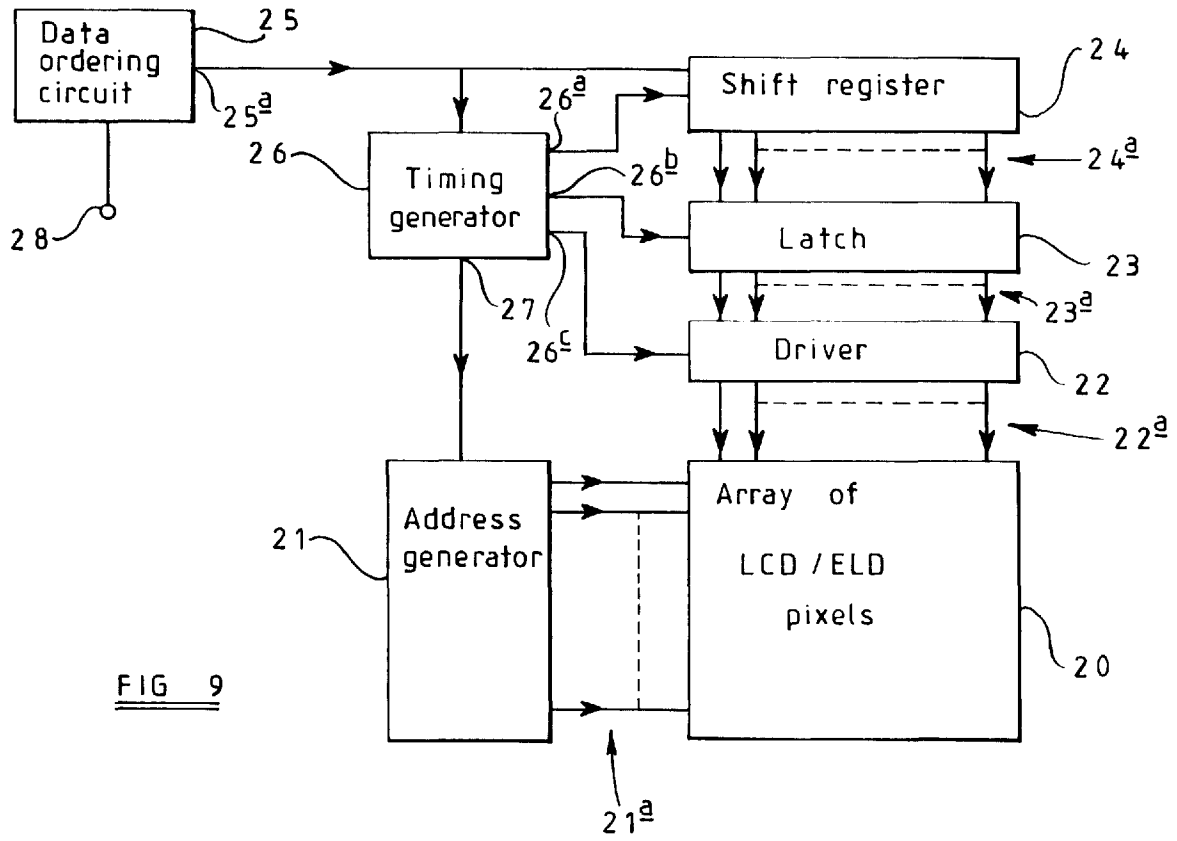 Data
ordering
circuit
25
25a
28
Shift register
24
24a
26
Timing
generator
26a
26b
26c
27
Latch
23
23a
Driver
22
22a
21
Address
generator
21a
Array of
LCD / ELD
pixels
20
FIG 9